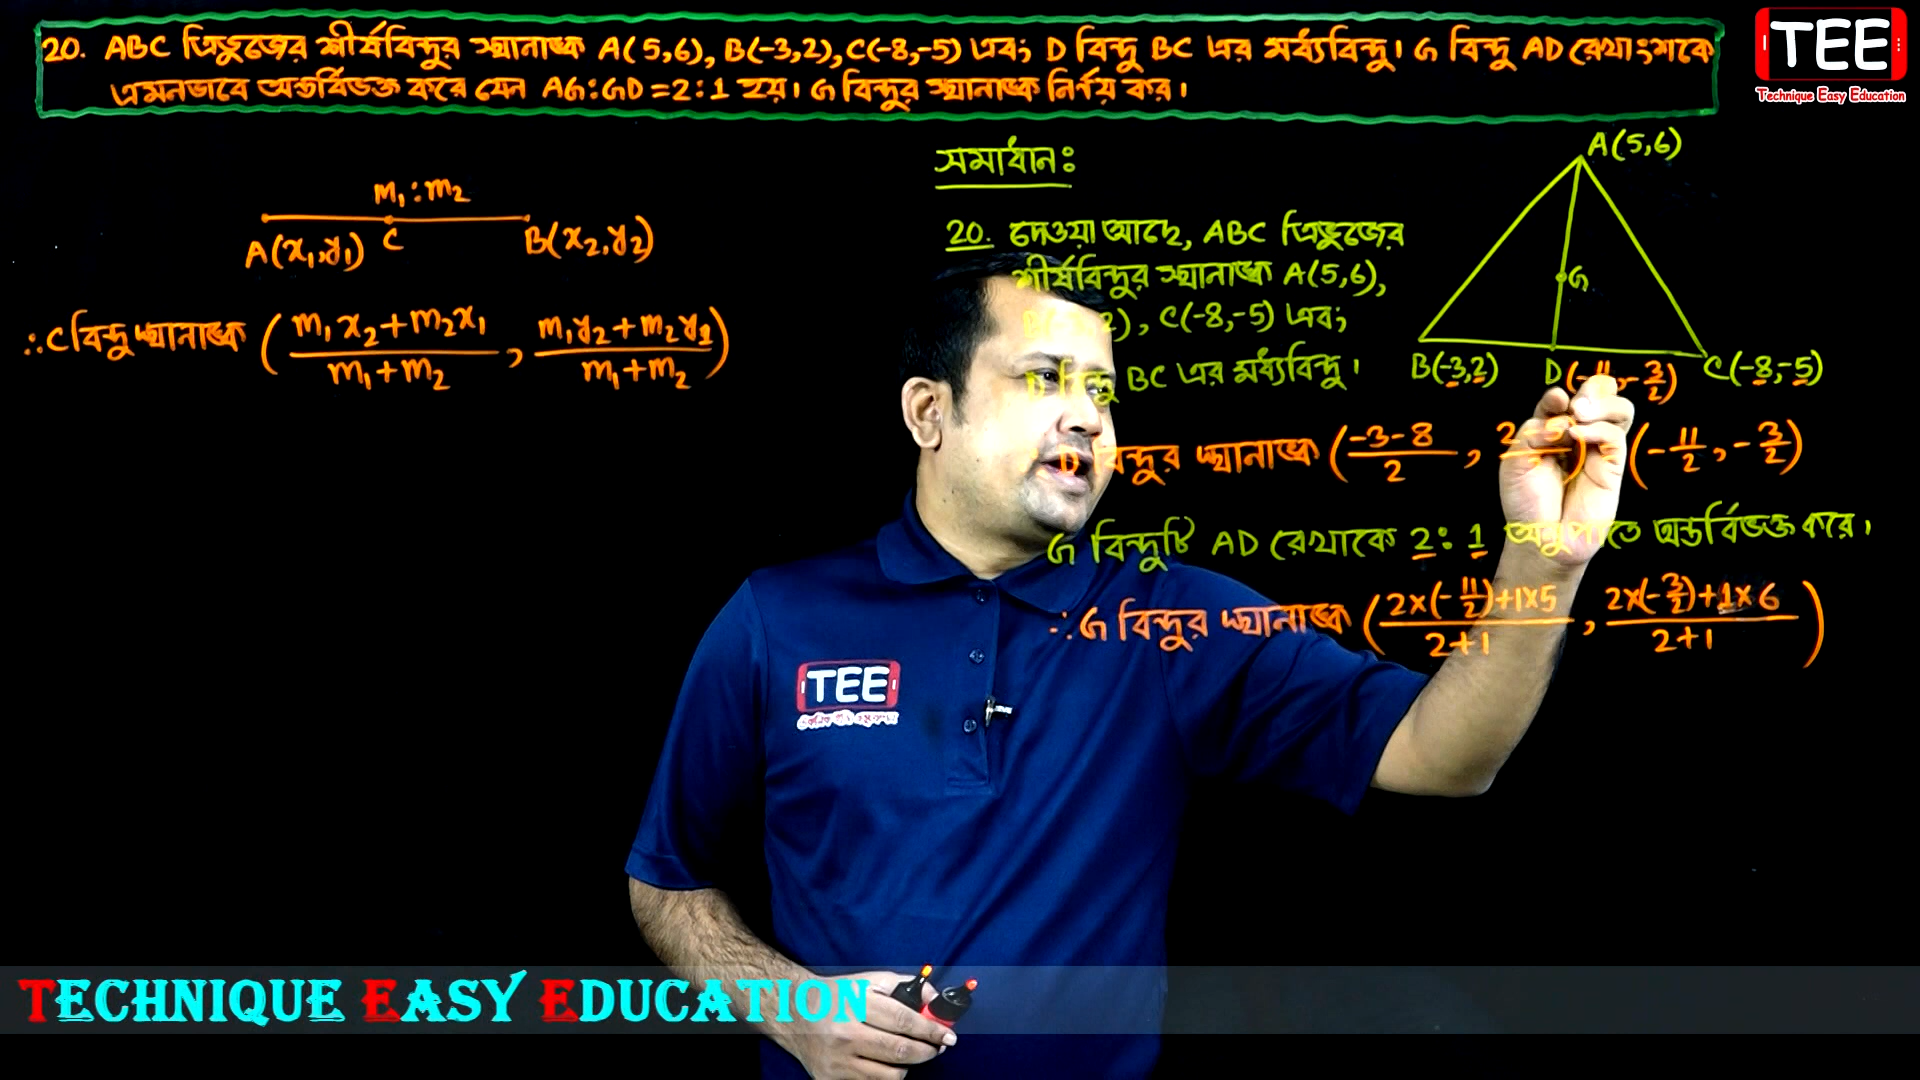 20. ABC ত্রিভুজের শীর্ষবিন্দুর স্থানাঙ্ক A(5,6), B(-3,2), C(-8,-5) এবং D বিন্দু BC এর মধ্যবিন্দু। G বিন্দু AD রেখাংশকে
এমনভাবে অন্তর্বিভক্ত করে যেন AG:GD=2:1 হয়। G বিন্দুর স্থানাঙ্ক নির্ণয় কর।
TEE
Technique Easy Education
m₁:m₂
A(x₁,y₁) C B(x₂,y₂)
∴C বিন্দু স্থানাঙ্ক ((m₁x₂+m₂x₁)/(m₁+m₂), (m₁y₂+m₂y₁)/(m₁+m₂))
সমাধানঃ
20. দেওয়া আছে, ABC ত্রিভুজের
শীর্ষবিন্দুর স্থানাঙ্ক A(5,6),
C(-8,-5) এবং
BC এর মধ্যবিন্দু।
A(5,6)
G
B(-3,2) D C(-8,-5)
D বিন্দুর স্থানাঙ্ক ((-3-8)/2, (-11/2, -3/2)
G বিন্দুটি AD রেখাকে 2:1 অনুপাতে অন্তর্বিভক্ত করে।
∴G বিন্দুর স্থানাঙ্ক ((2×(-11/2)+1×5)/(2+1), (2×(-3/2)+1×6)/(2+1))
TEE
TECHNIQUE EASY EDUCATION